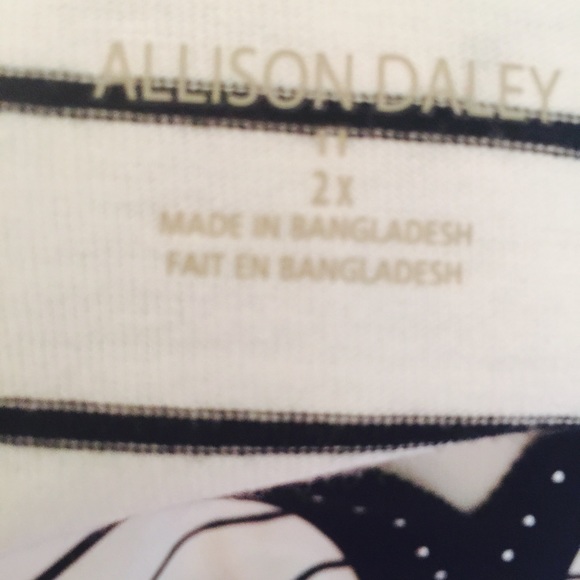 ALLISON DALEY
2X
MADE IN BANGLADESH
FAIT EN BANGLADESH